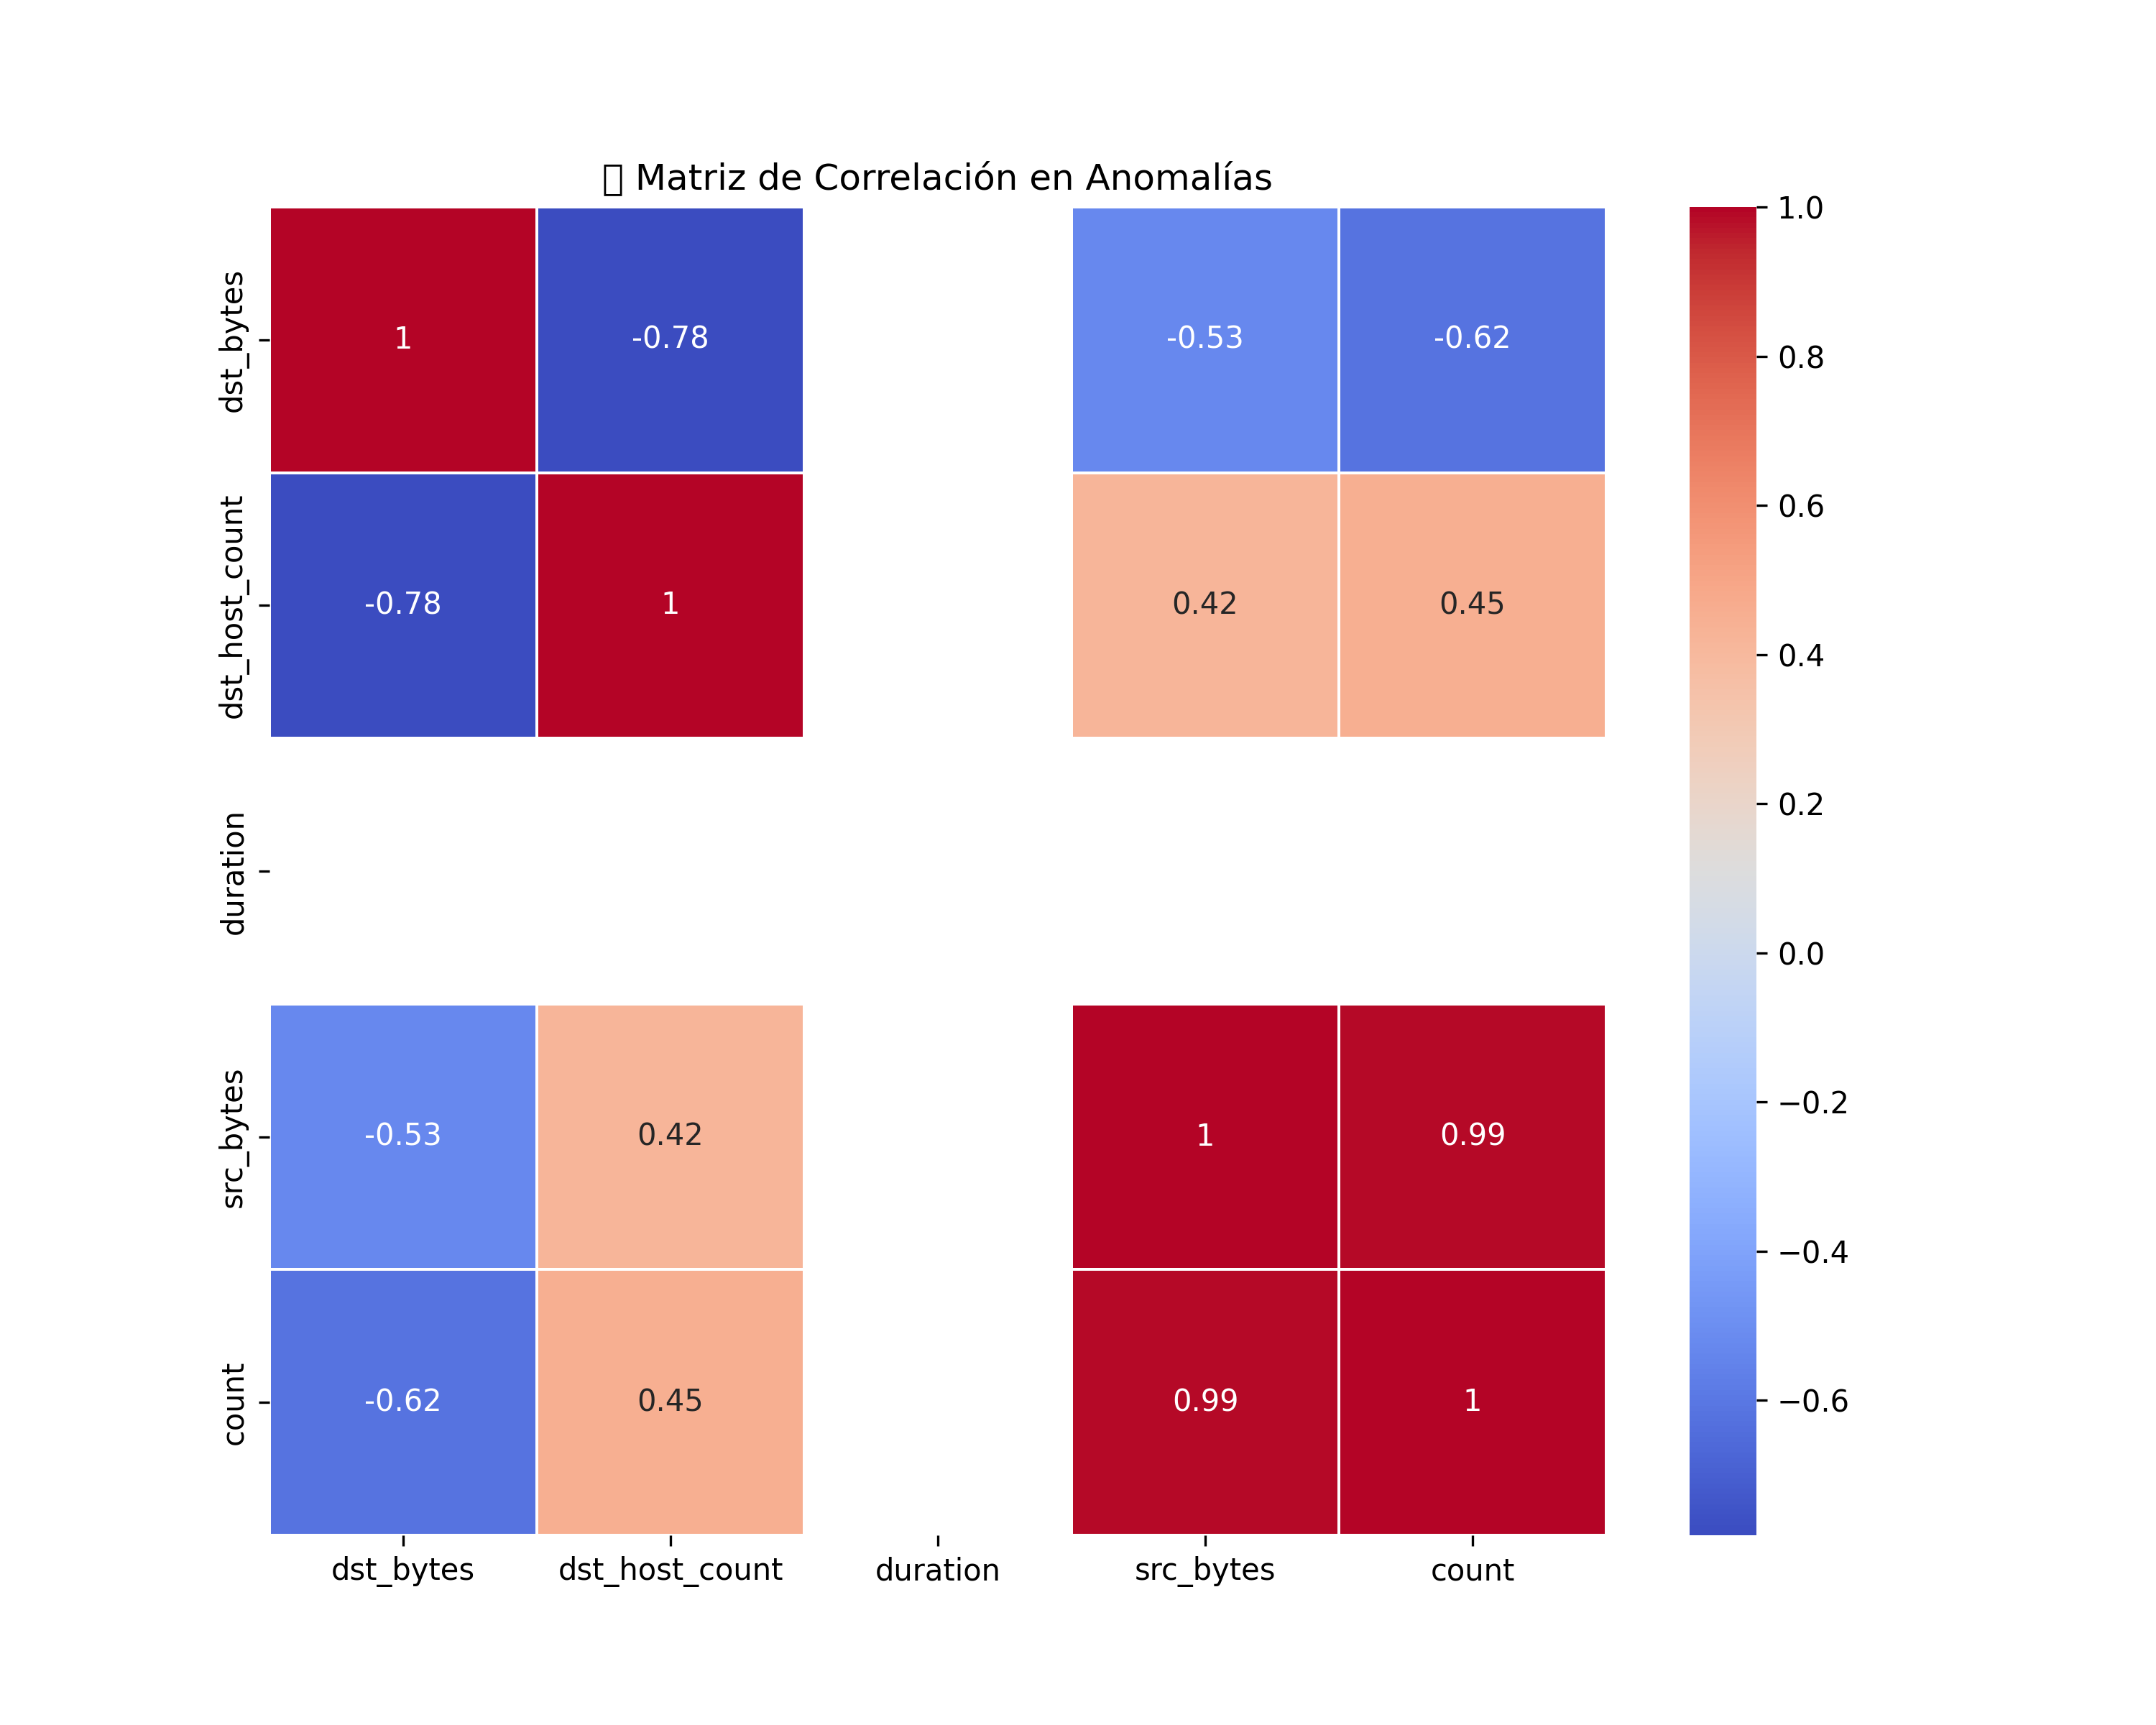 ▯ Matriz de Correlación en Anomalías
dst_bytes 1 -0.78 -0.53 -0.62
dst_host_count -0.78 1 0.42 0.45
duration
src_bytes -0.53 0.42 1 0.99
count -0.62 0.45 0.99 1
dst_bytes dst_host_count duration src_bytes count
1.0
0.8
0.6
0.4
0.2
0.0
−0.2
−0.4
−0.6